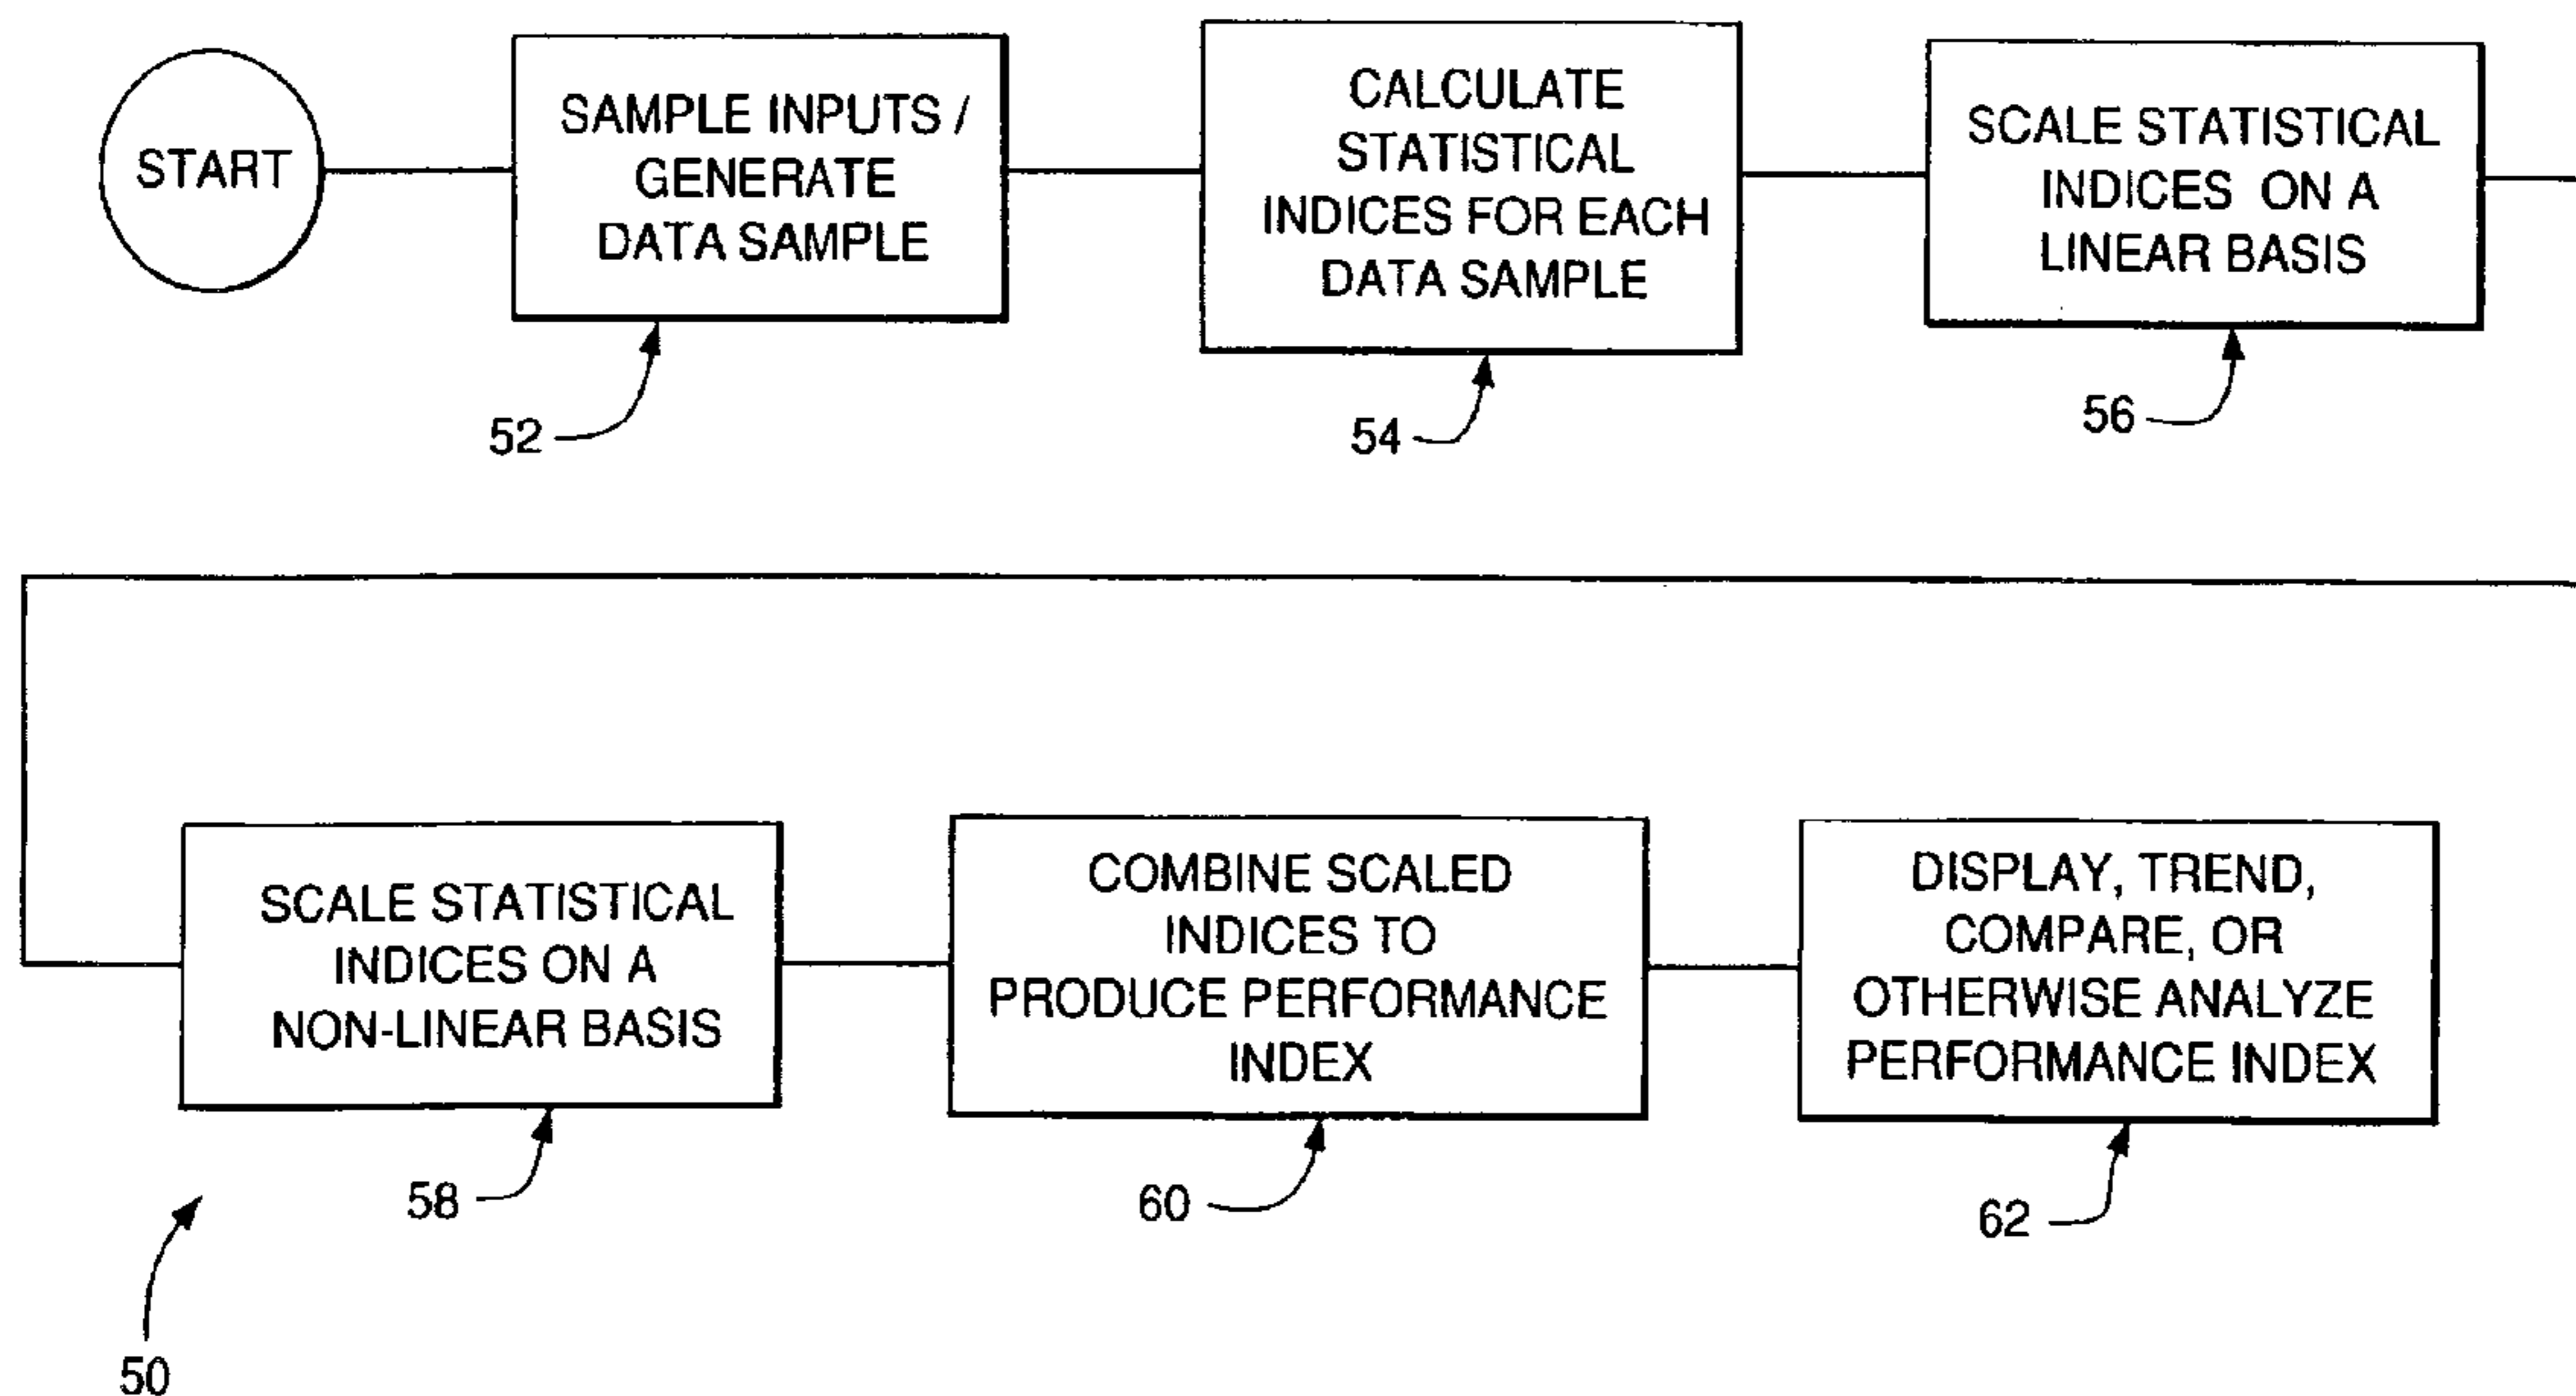 START
SAMPLE INPUTS /
GENERATE
DATA SAMPLE
52
CALCULATE
STATISTICAL
INDICES FOR EACH
DATA SAMPLE
54
SCALE STATISTICAL
INDICES ON A
LINEAR BASIS
56
SCALE STATISTICAL
INDICES ON A
NON-LINEAR BASIS
58
COMBINE SCALED
INDICES TO
PRODUCE PERFORMANCE
INDEX
60
DISPLAY, TREND,
COMPARE, OR
OTHERWISE ANALYZE
PERFORMANCE INDEX
62
50